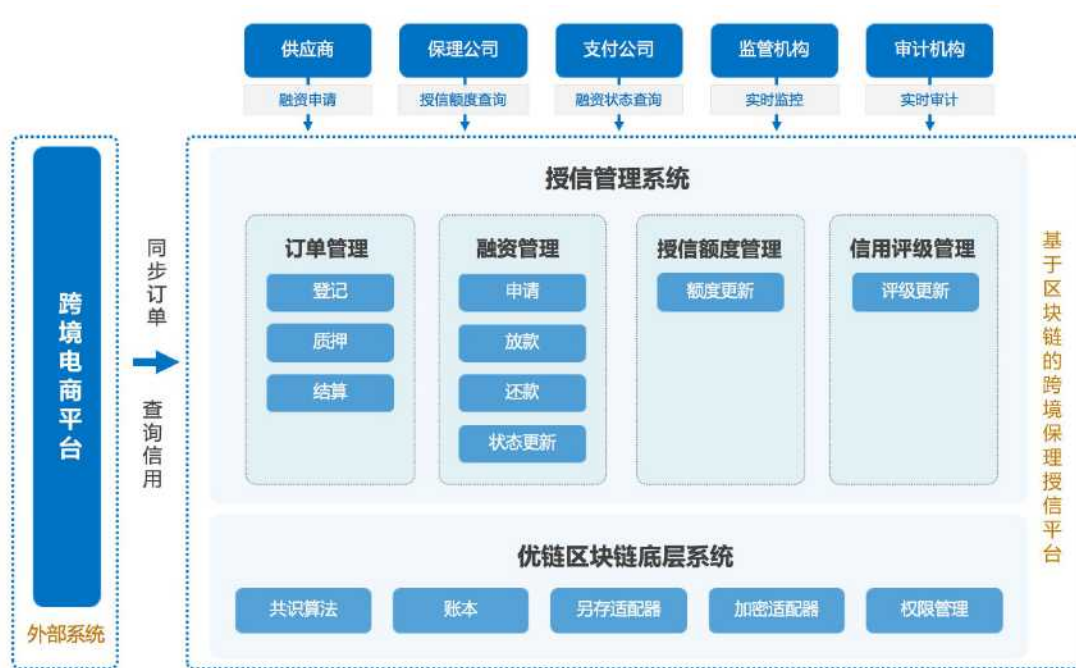 供应商
保理公司
支付公司
监管机构
审计机构
融资申请
授信额度查询
融资状态查询
实时监控
实时审计
跨境电商平台
外部系统
同步订单
查询信用
授信管理系统
订单管理
登记
质押
结算
融资管理
申请
放款
还款
状态更新
授信额度管理
额度更新
信用评级管理
评级更新
优链区块链底层系统
共识算法
账本
另存适配器
加密适配器
权限管理
基于区块链的跨境保理授信平台